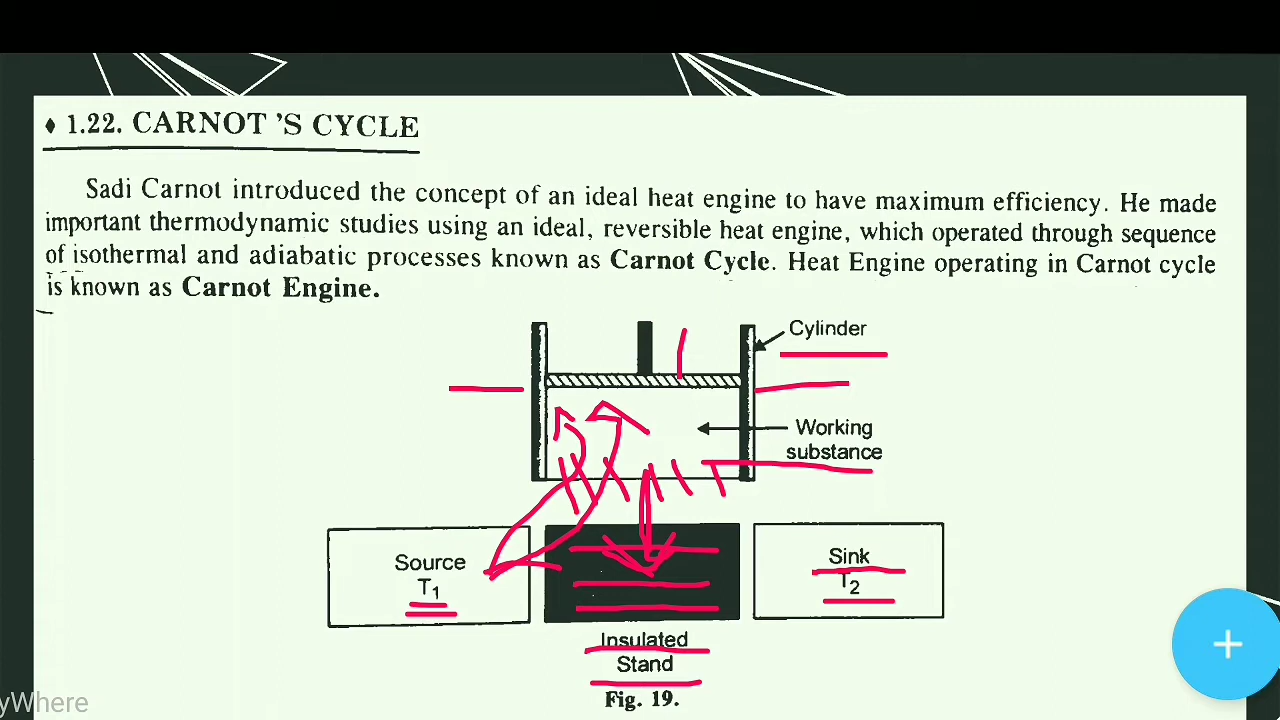 ♦ 1.22. CARNOT 'S CYCLE
Sadi Carnot introduced the concept of an ideal heat engine to have maximum efficiency. He made
important thermodynamic studies using an ideal, reversible heat engine, which operated through sequence
of isothermal and adiabatic processes known as Carnot Cycle. Heat Engine operating in Carnot cycle
is known as Carnot Engine.
Cylinder
Working
substance
Source
T₁
Sink
T₂
Insulated
Stand
Fig. 19.
yWhere